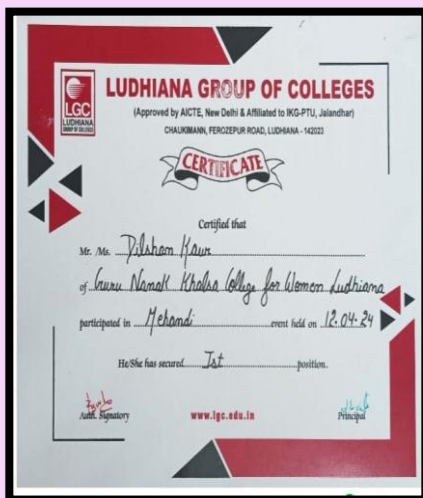 LGC
LUDHIANA
GROUP OF COLLEGES
LUDHIANA GROUP OF COLLEGES
(Approved by AICTE, New Delhi & Affiliated to IKG-PTU, Jalandhar)
CHAUKIMANN, FEROZEPUR ROAD, LUDHIANA - 142023
CERTIFICATE
Certified that
Mr. /Ms. Dilsham Kaur
of Guru Nanak Khalsa College for Women Ludhiana
participated in Mehandi event held on 12.04.24
He/She has secured Ist position.
Auth. Signatory www.lgc.edu.in Principal